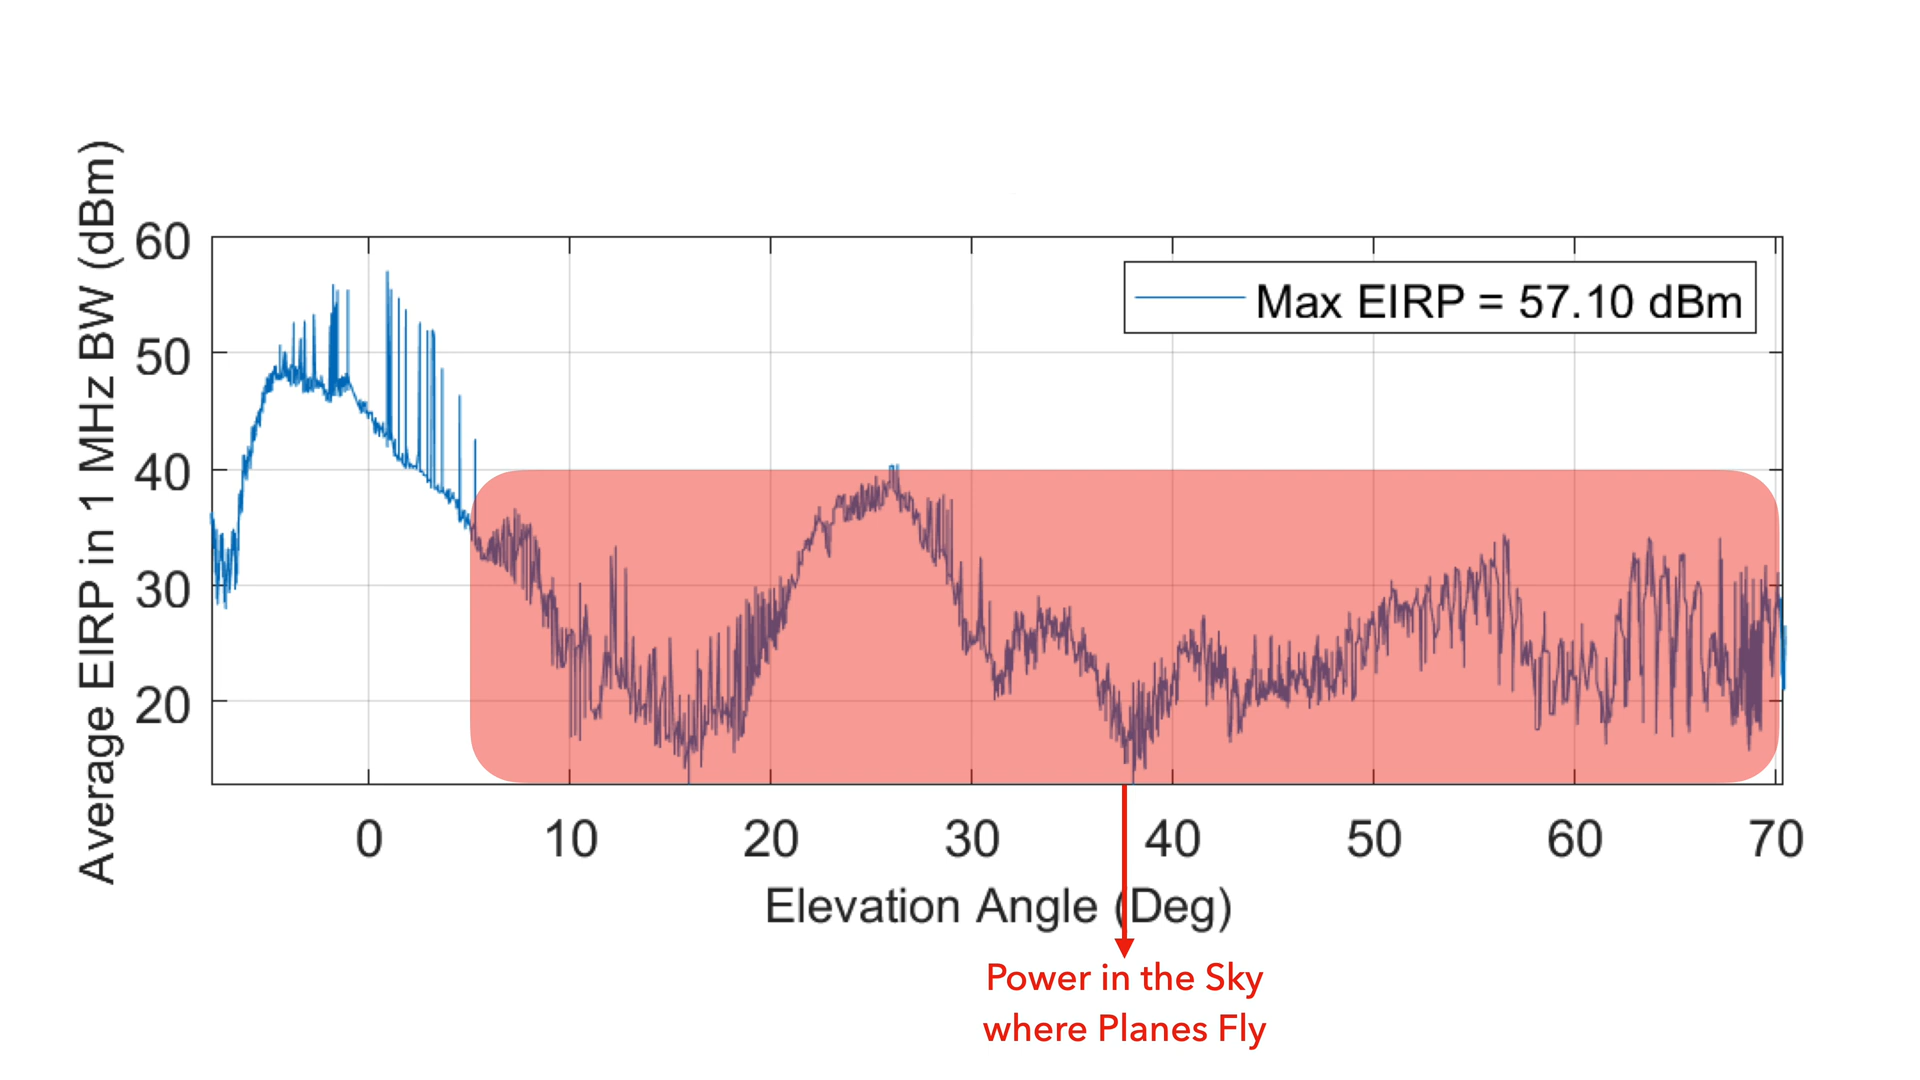 Average EIRP in 1 MHz BW (dBm)
60
50
40
30
20
Max EIRP = 57.10 dBm
0 10 20 30 40 50 60 70
Elevation Angle (Deg)
Power in the Sky
where Planes Fly